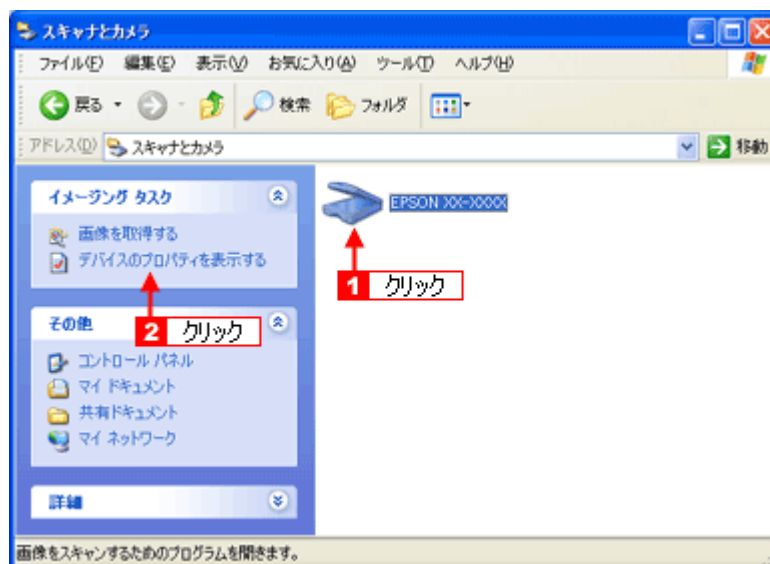 スキャナとカメラ
ファイル(F) 編集(E) 表示(V) お気に入り(A) ツール(T) ヘルプ(H)
戻る 検索 フォルダ
アドレス(D) スキャナとカメラ 移動
イメージング タスク
画像を取得する
デバイスのプロパティを表示する
EPSON XX-XXXX
1 クリック
2 クリック
その他
コントロール パネル
マイ ドキュメント
共有ドキュメント
マイ ネットワーク
詳細
画像をスキャンするためのプログラムを開きます。